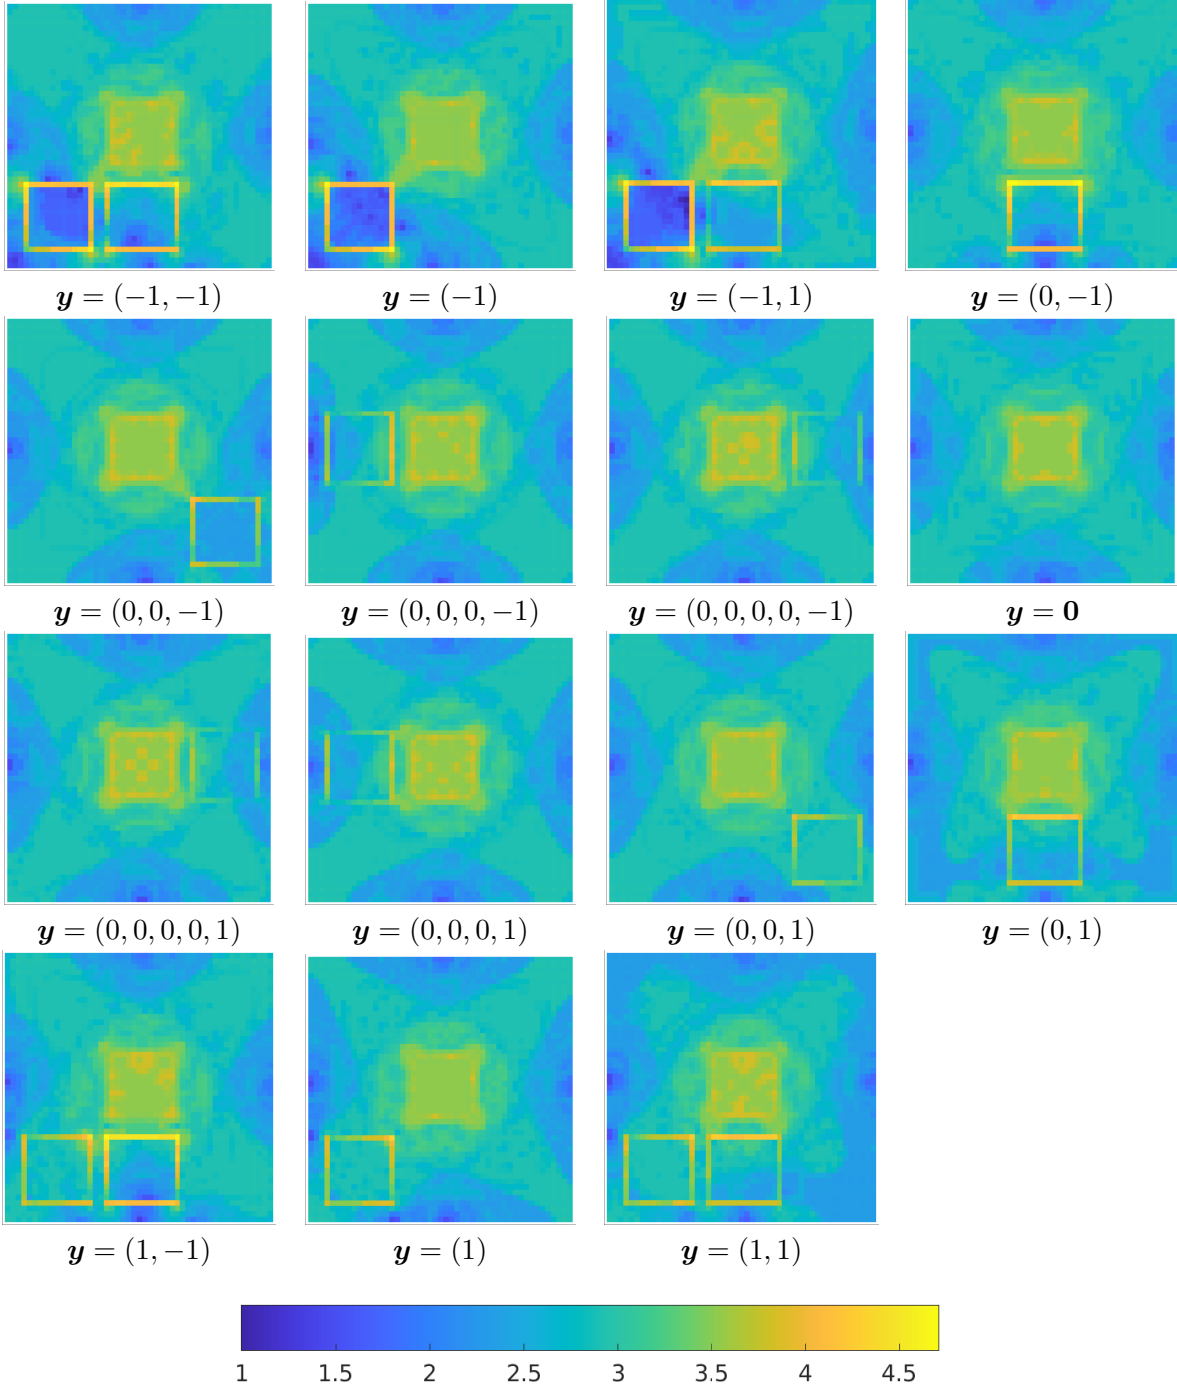 y = (−1, −1) y = (−1) y = (−1, 1) y = (0, −1)
y = (0, 0, −1) y = (0, 0, 0, −1) y = (0, 0, 0, 0, −1) y = 0
y = (0, 0, 0, 0, 1) y = (0, 0, 0, 1) y = (0, 0, 1) y = (0, 1)
y = (1, −1) y = (1) y = (1, 1)
1 1.5 2 2.5 3 3.5 4 4.5